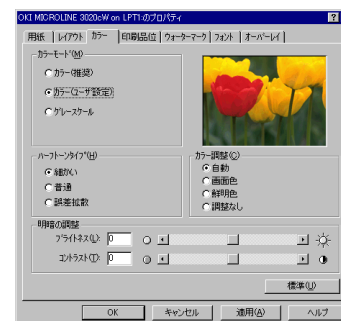 OKI MICROLINE 3020cW on LPT1:のプロパティ
用紙 レイアウト カラー 印刷品位 ウォーターマーク フォント オーバーレイ
カラーモード(M)
カラー(推奨)
カラー(ユーザ設定)
グレースケール
ハーフトーンタイプ(H)
細かい
普通
誤差拡散
カラー調整(C)
自動
画面色
鮮明色
調整なし
明暗の調整
ブライトネス(L): 0
コントラスト(T): 0
標準(U)
OK キャンセル 適用(A) ヘルプ